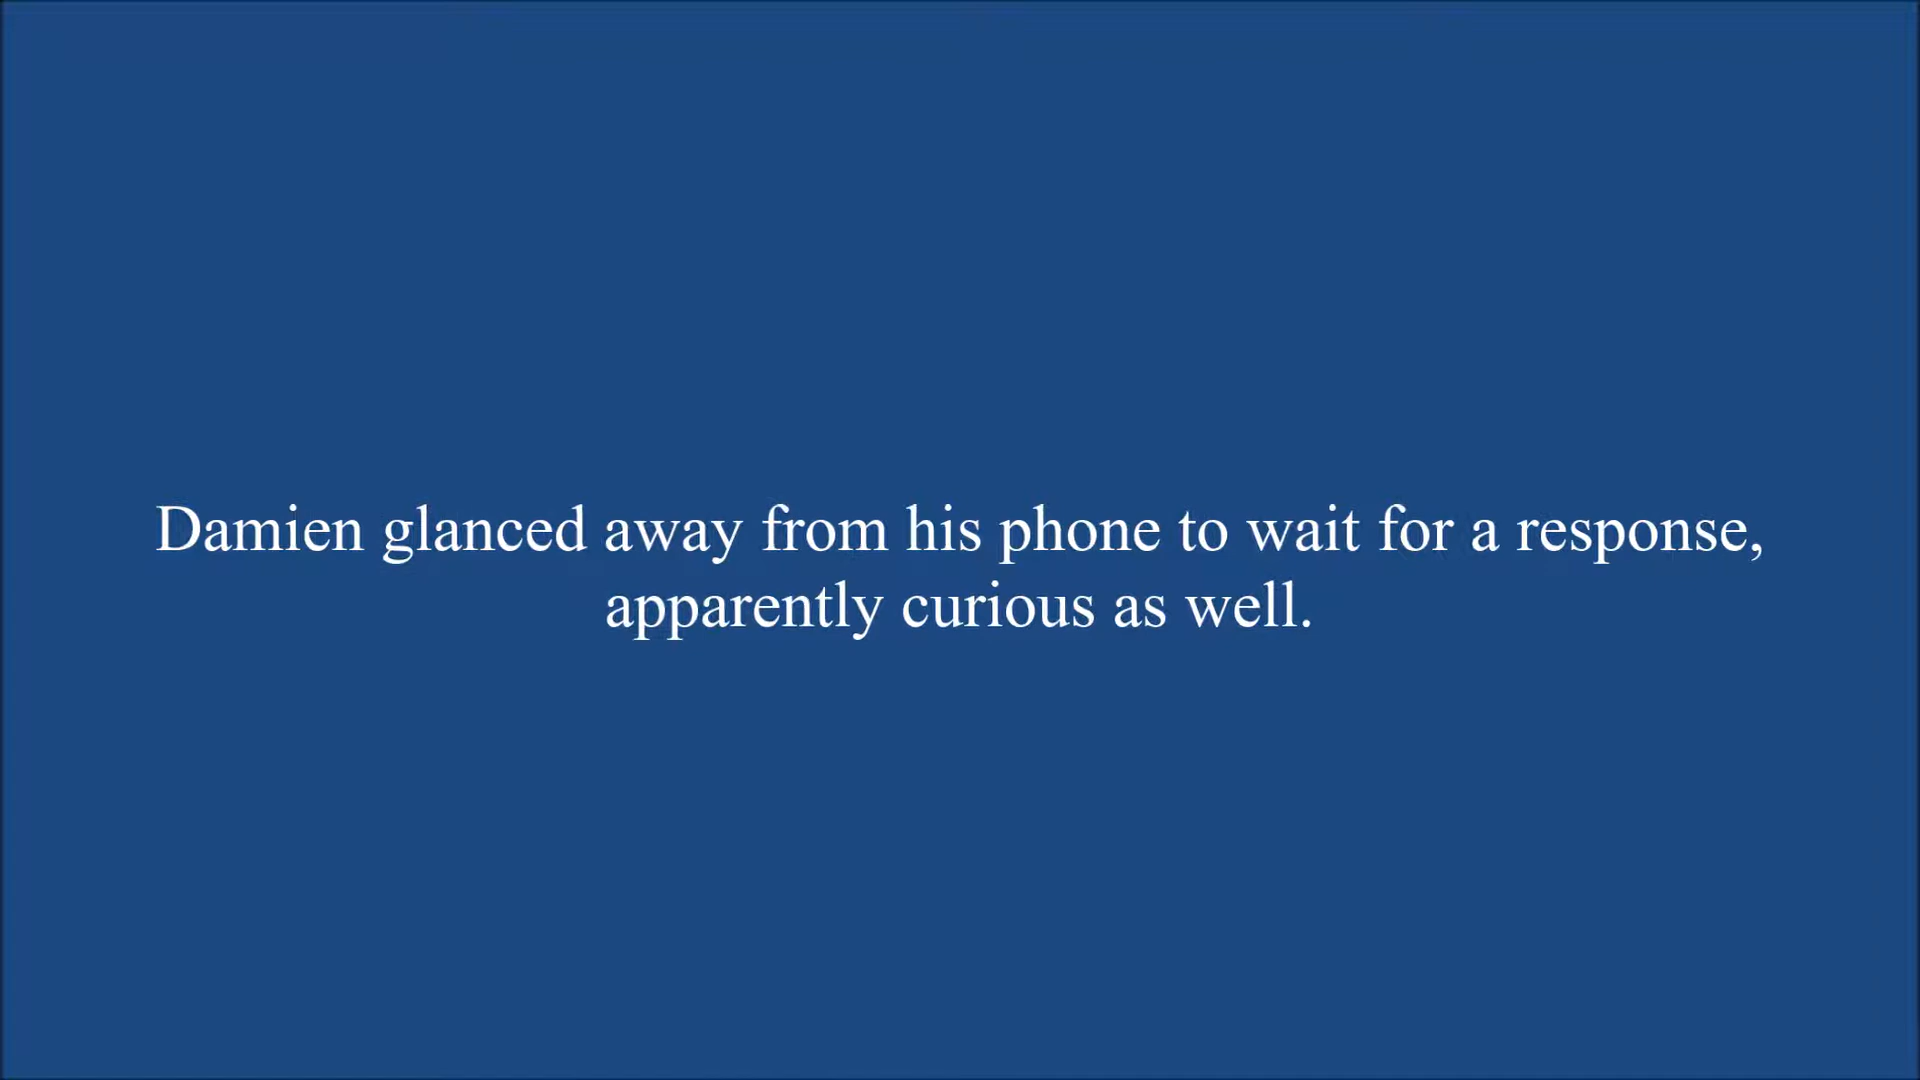 Damien glanced away from his phone to wait for a response,
apparently curious as well.